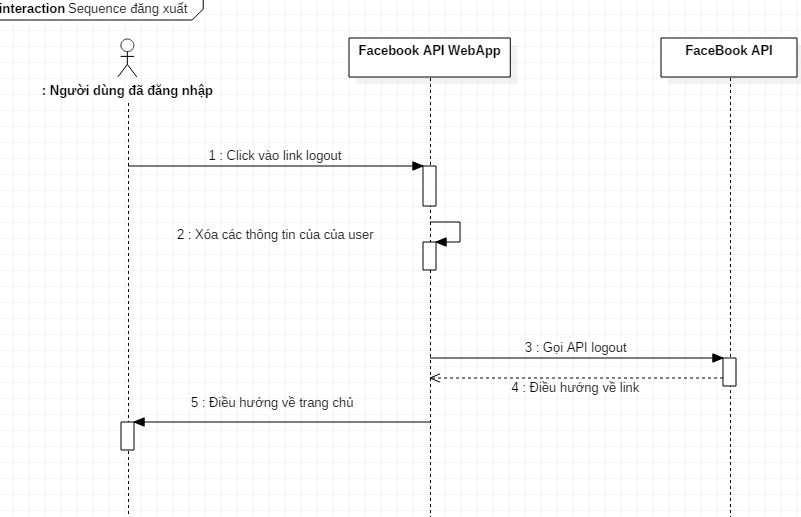 interaction Sequence đăng xuất
: Người dùng đã đăng nhập
Facebook API WebApp
FaceBook API
1 : Click vào link logout
2 : Xóa các thông tin của của user
3 : Gọi API logout
4 : Điều hướng về link
5 : Điều hướng về trang chủ